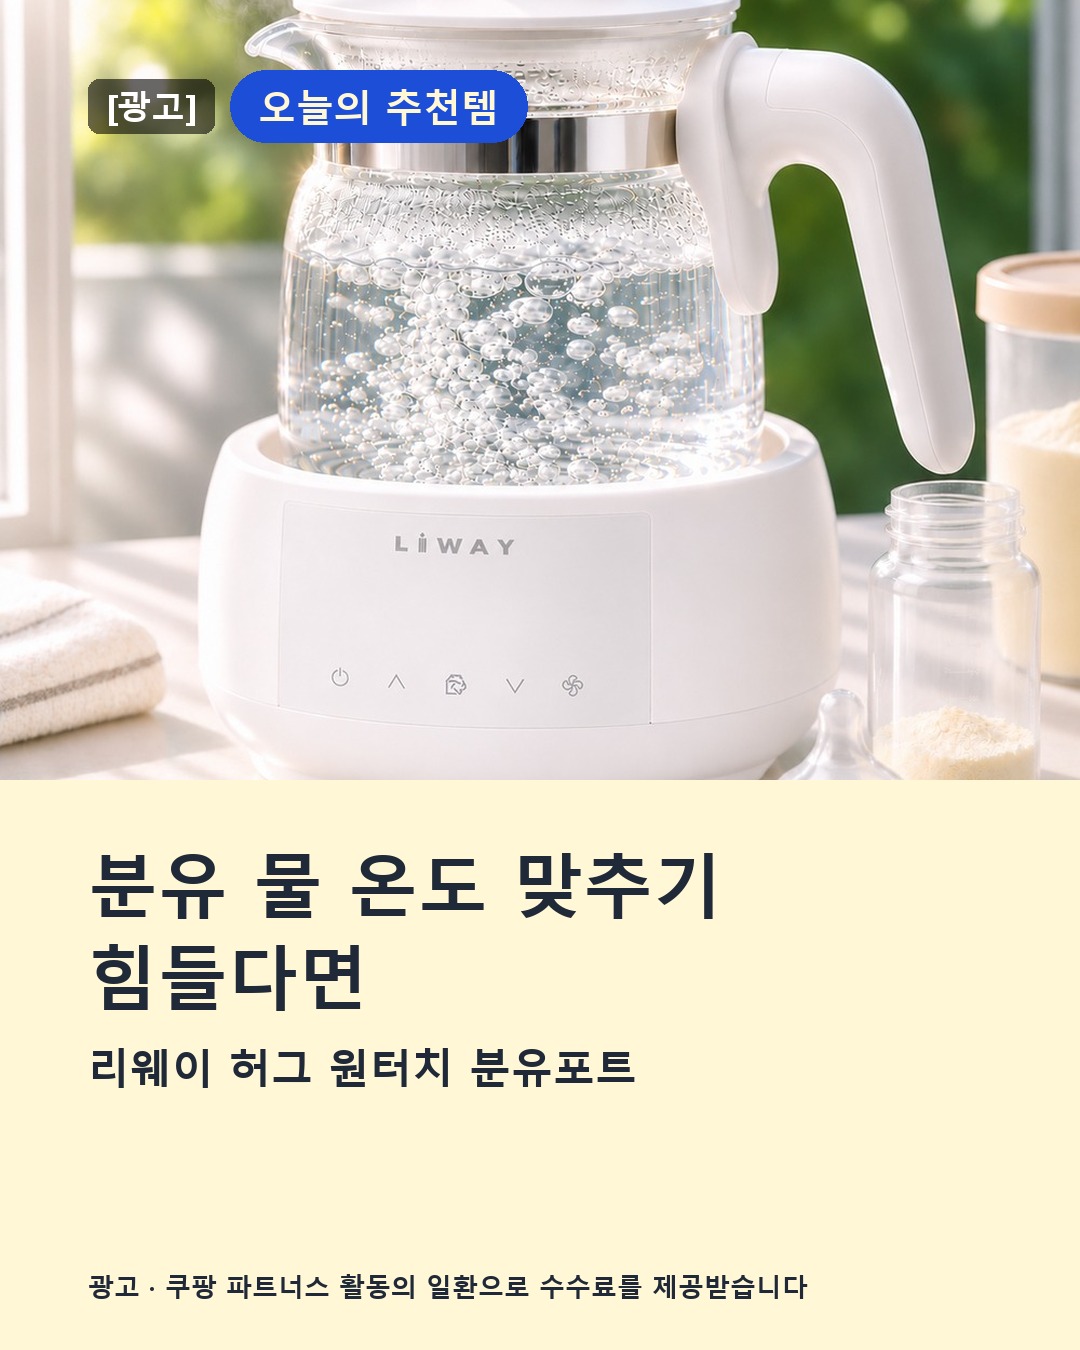 [광고] 오늘의 추천템
LiWAY
분유 물 온도 맞추기
힘들다면
리웨이 허그 원터치 분유포트
광고 · 쿠팡 파트너스 활동의 일환으로 수수료를 제공받습니다